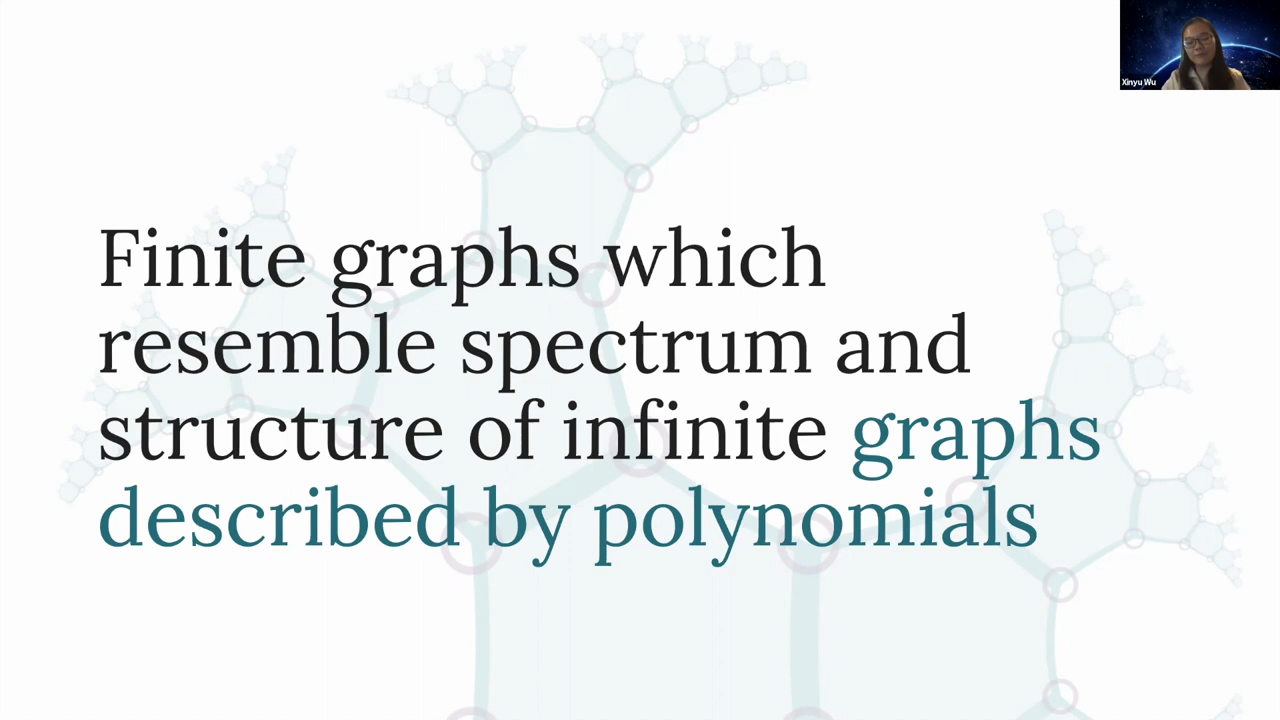 Xinyu Wu
Finite graphs which
resemble spectrum and
structure of infinite graphs
described by polynomials